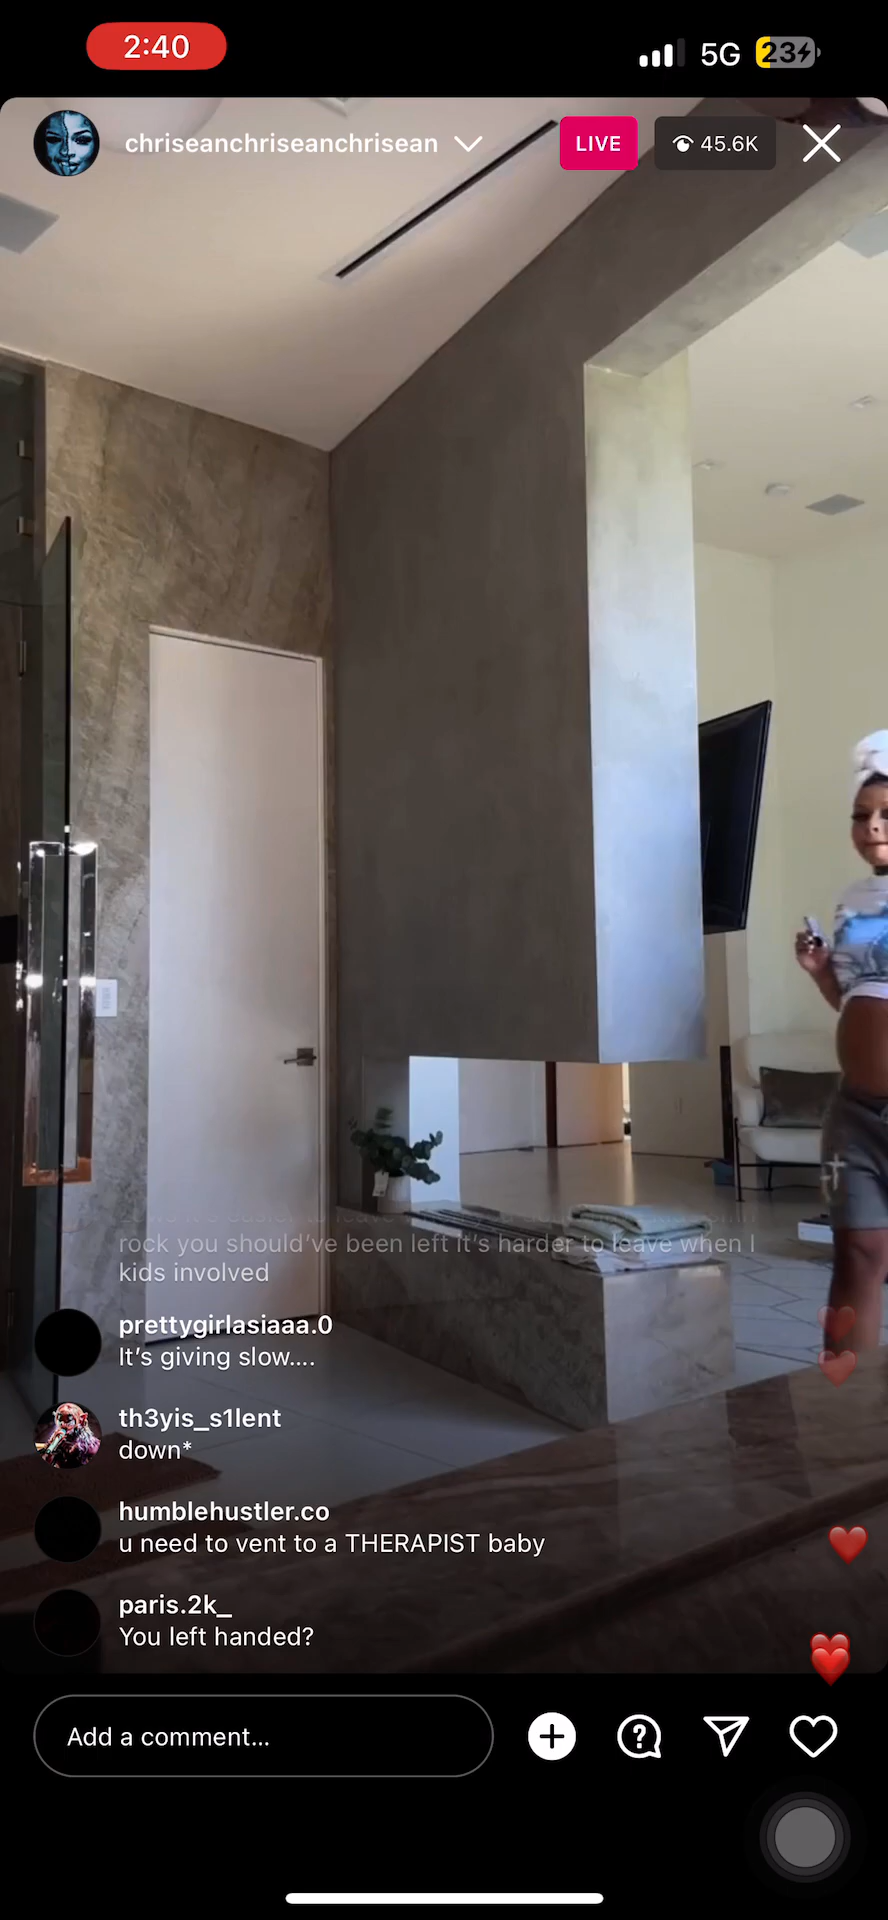 2:40
5G
23
chriseanchriseanchrisean
LIVE
45.6K
rock you should've been left it's harder to leave when I
kids involved
prettygirlasiaaa.0
It's giving slow....
th3yis_s1lent
down*
humblehustler.co
u need to vent to a THERAPIST baby
paris.2k_
You left handed?
Add a comment...